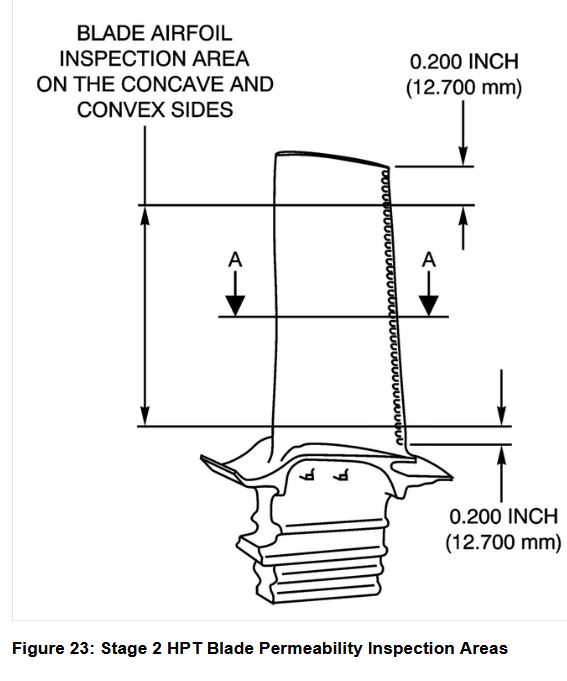 BLADE AIRFOIL
INSPECTION AREA
ON THE CONCAVE AND
CONVEX SIDES
0.200 INCH
(12.700 mm)
A
A
0.200 INCH
(12.700 mm)
Figure 23: Stage 2 HPT Blade Permeability Inspection Areas